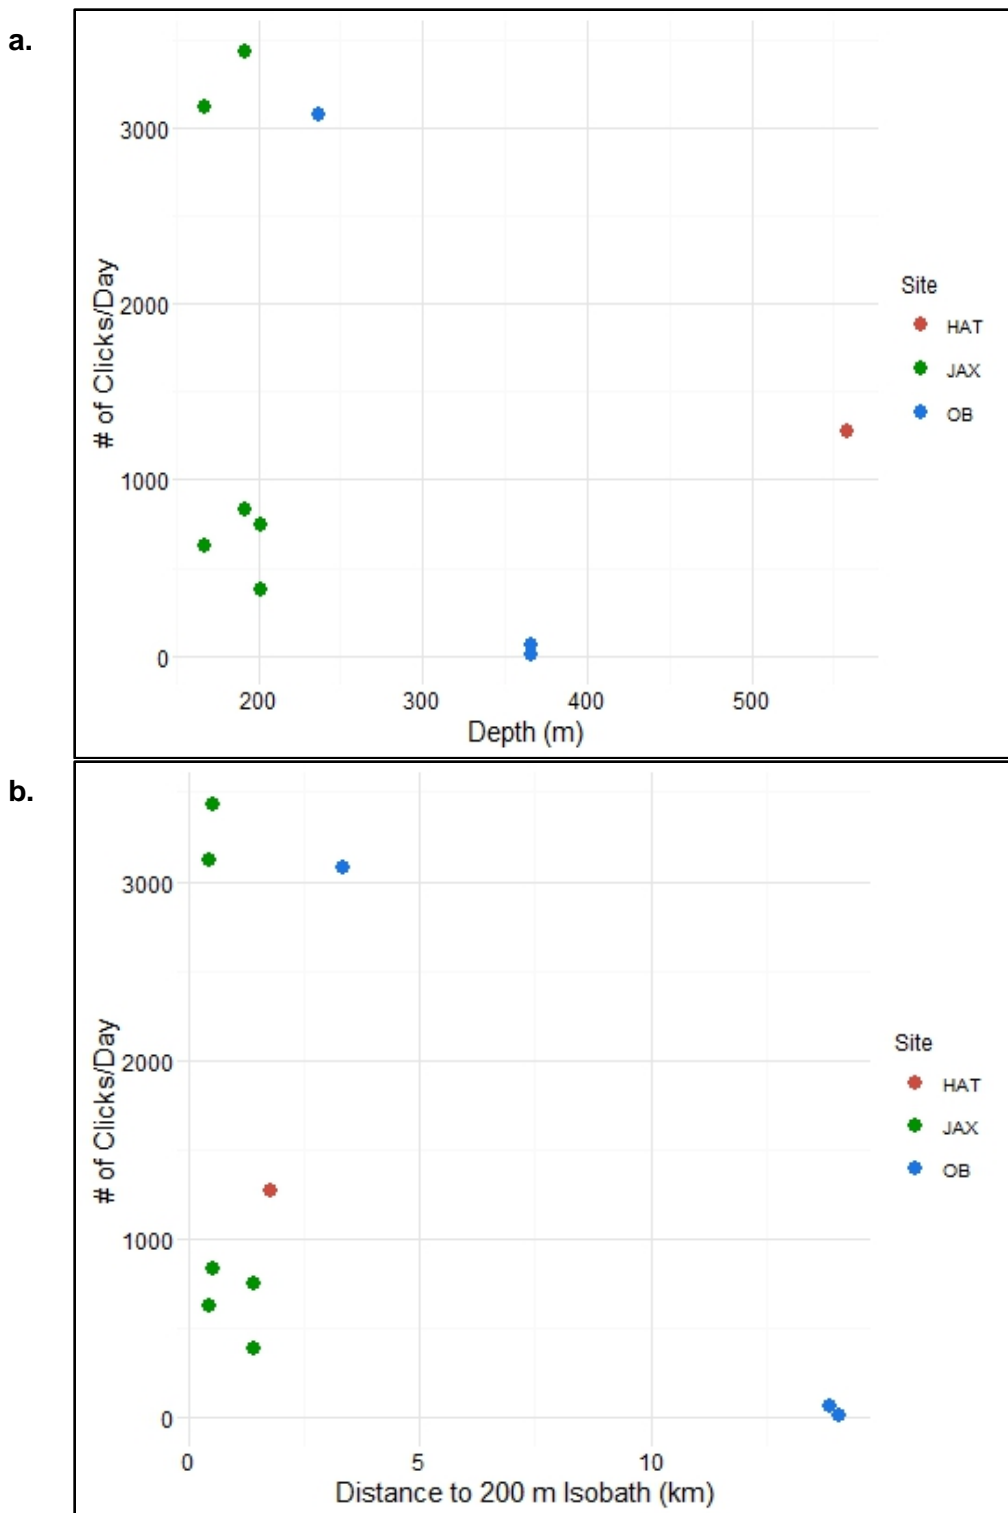 a.
3000
2000
1000
0
# of Clicks/Day
200 300 400 500
Depth (m)
Site
HAT
JAX
OB
b.
3000
2000
1000
0
# of Clicks/Day
0 5 10
Distance to 200 m Isobath (km)
Site
HAT
JAX
OB